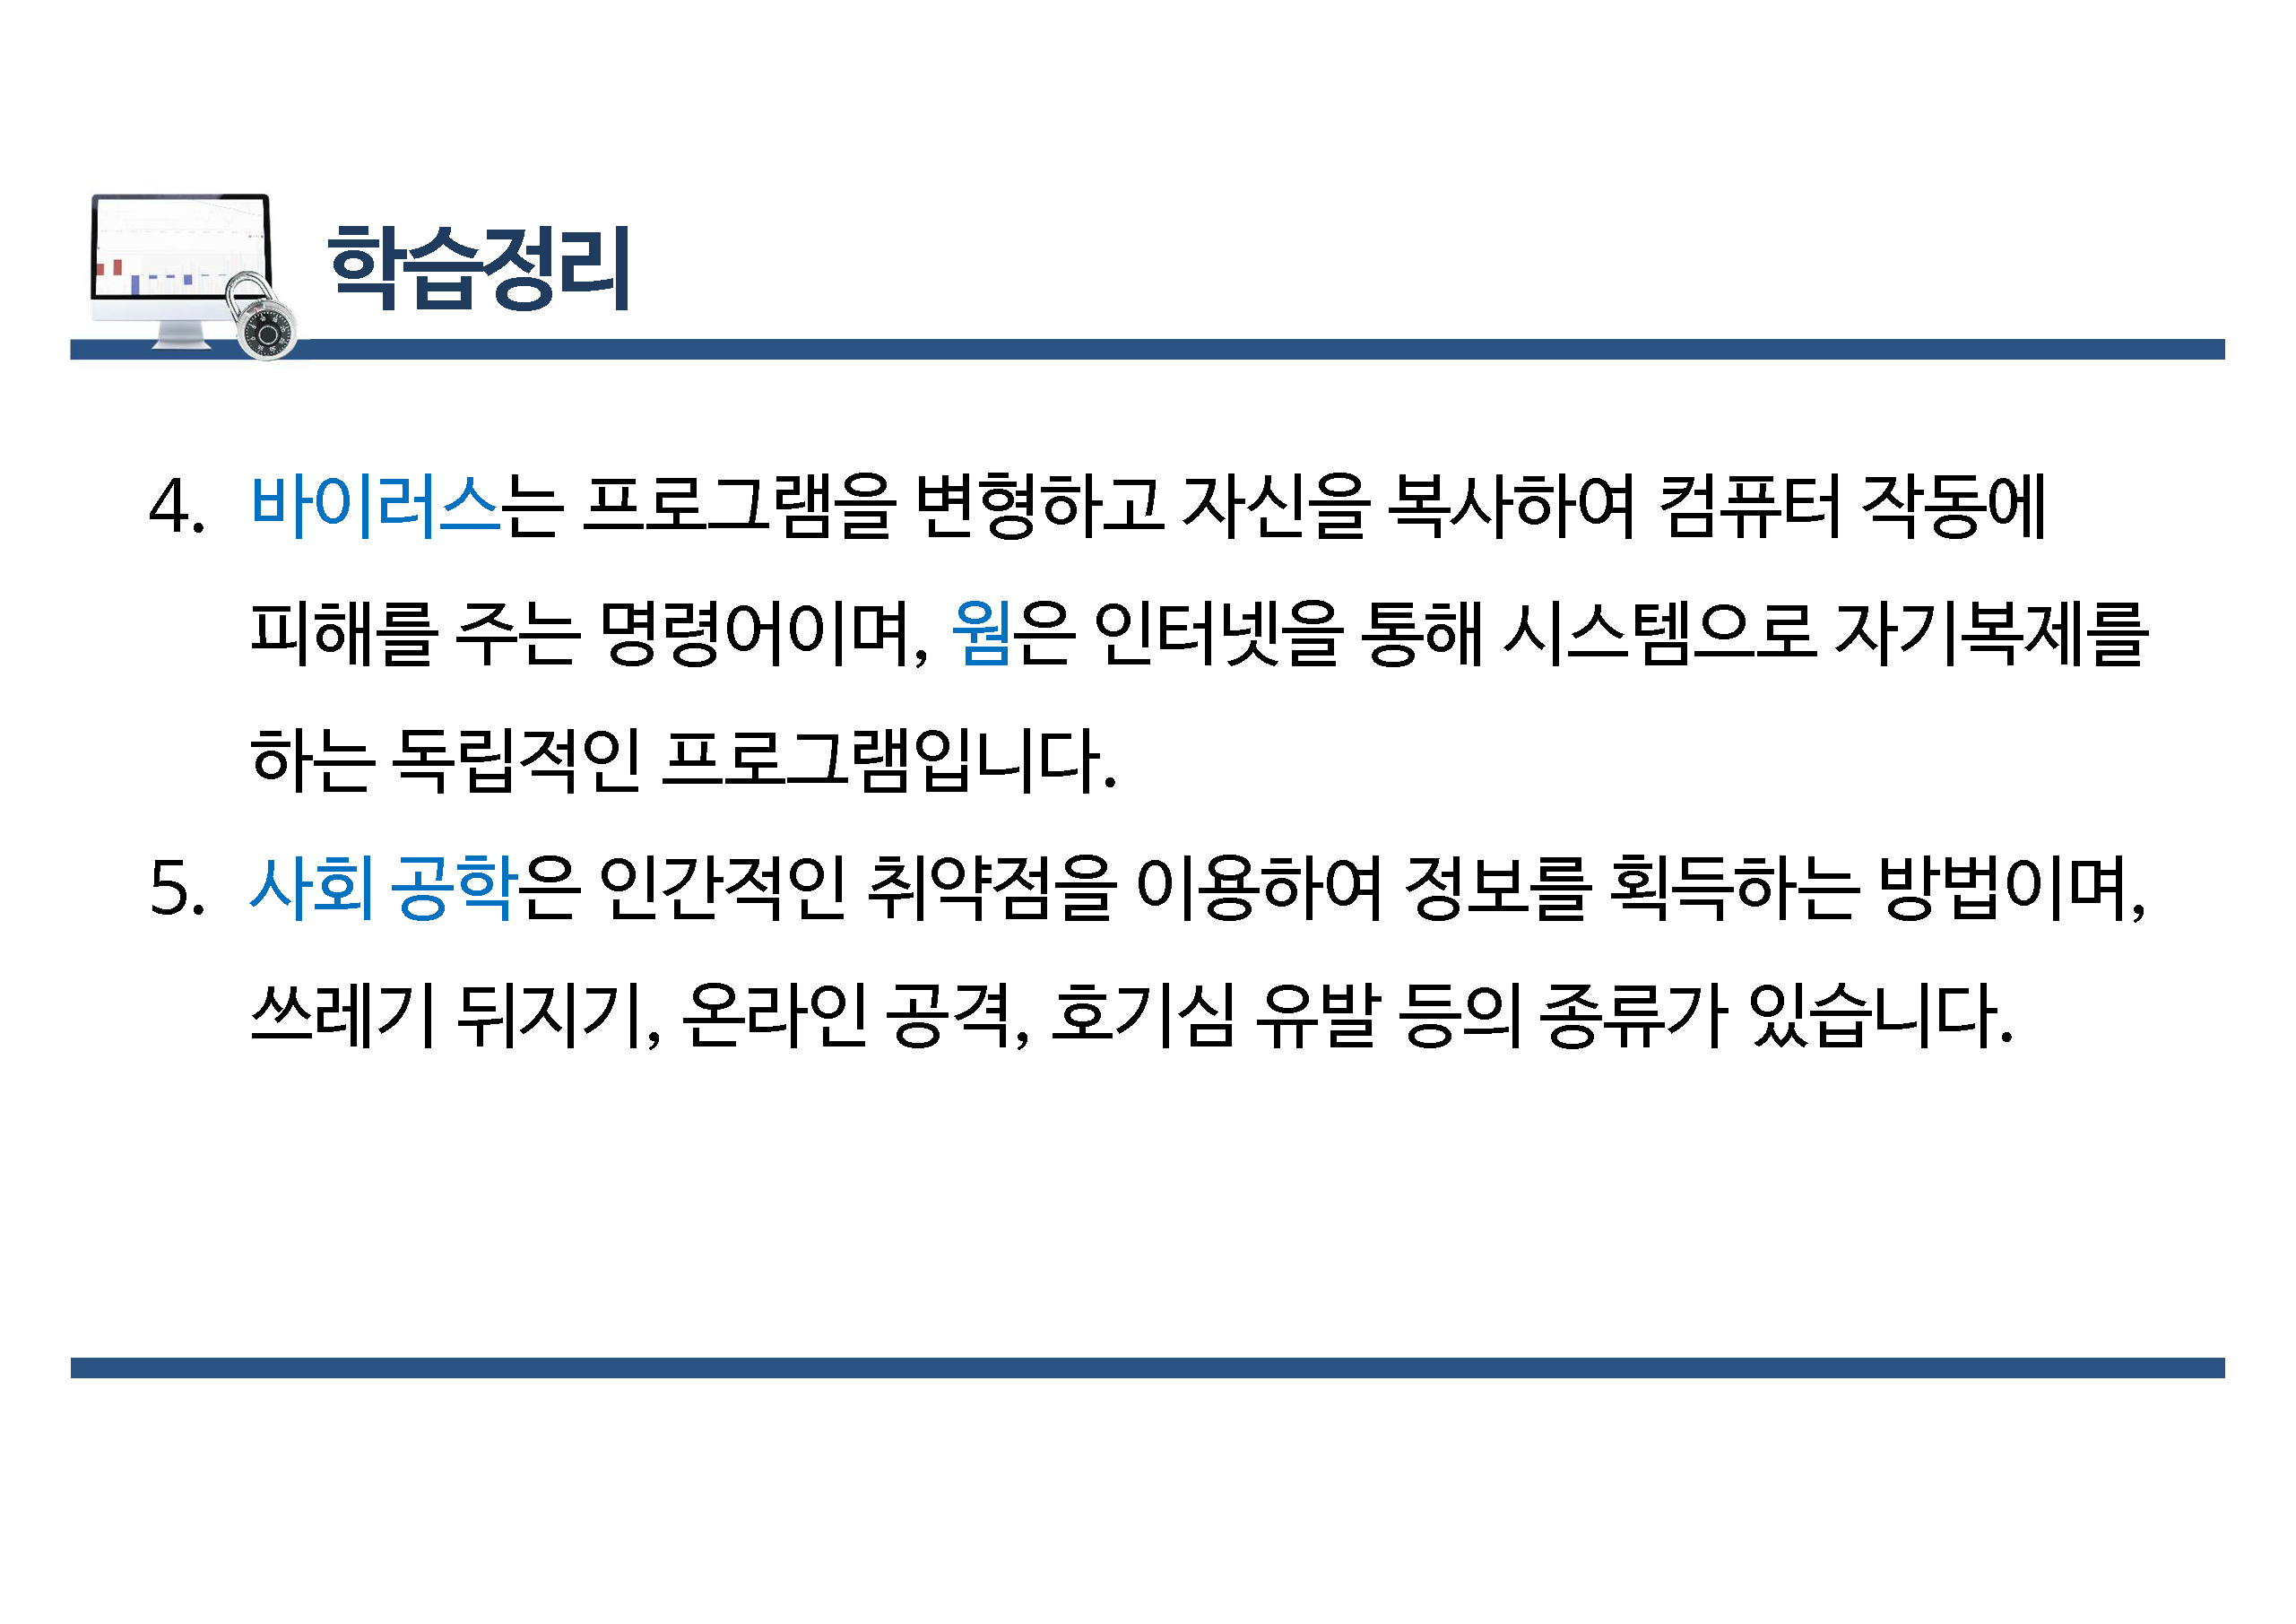 학습정리
4. 바이러스는 프로그램을 변형하고 자신을 복사하여 컴퓨터 작동에
피해를 주는 명령어이며, 웜은 인터넷을 통해 시스템으로 자기복제를
하는 독립적인 프로그램입니다.
5. 사회 공학은 인간적인 취약점을 이용하여 정보를 획득하는 방법이며,
쓰레기 뒤지기, 온라인 공격, 호기심 유발 등의 종류가 있습니다.